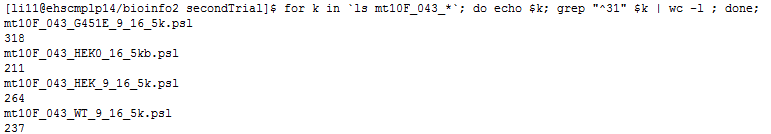 [li11@ehscmplp14/bioinfo2 secondTrial]$ for k in `ls mt10F_043_*`; do echo $k; grep "^31" $k | wc -l ; done;
mt10F_043_G451E_9_16_5k.psl
318
mt10F_043_HEK0_16_5kb.psl
211
mt10F_043_HEK_9_16_5k.psl
264
mt10F_043_WT_9_16_5k.psl
237